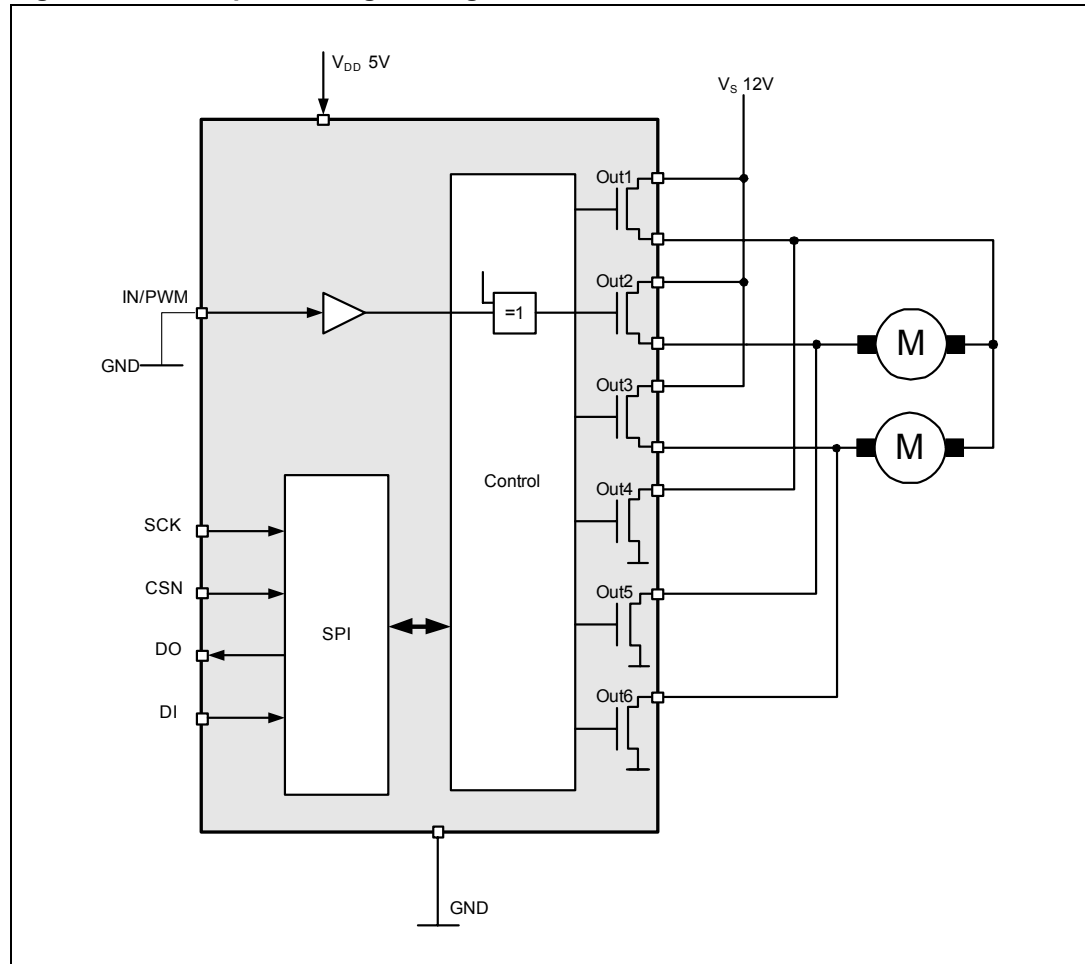 V_DD 5V
V_S 12V
Out1
IN/PWM
Out2
=1
M
GND
Out3
M
Control
Out4
SCK
CSN
Out5
SPI
DO
DI
Out6
GND